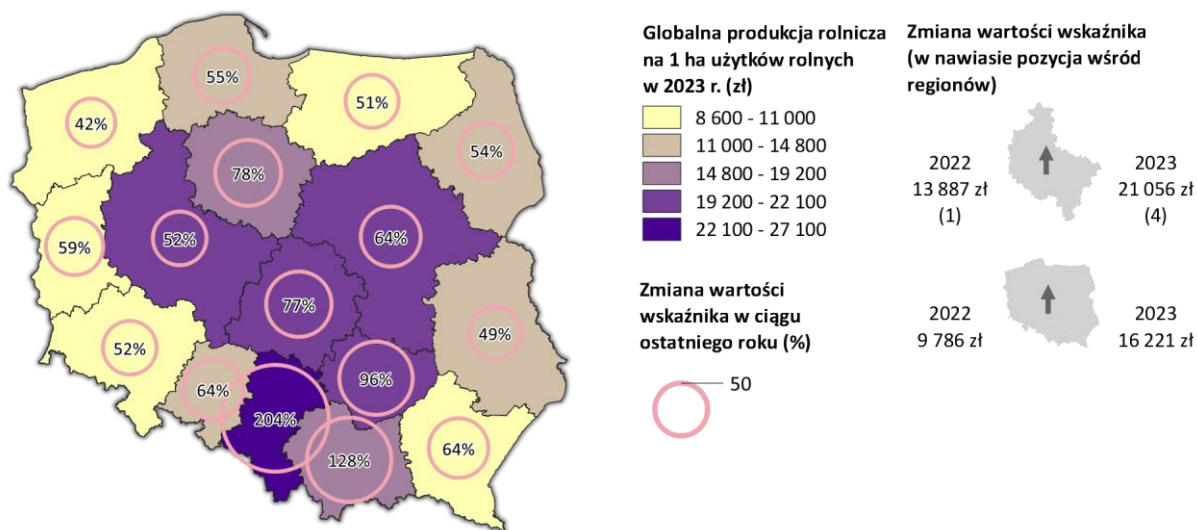 55%
51%
42%
54%
78%
52%
64%
59%
77%
49%
52%
96%
64%
204%
64%
128%
Globalna produkcja rolnicza
na 1 ha użytków rolnych
w 2023 r. (zł)
8 600 - 11 000
11 000 - 14 800
14 800 - 19 200
19 200 - 22 100
22 100 - 27 100
Zmiana wartości
wskaźnika w ciągu
ostatniego roku (%)
50
Zmiana wartości wskaźnika
(w nawiasie pozycja wśród
regionów)
2022
13 887 zł
(1)
2023
21 056 zł
(4)
2022
9 786 zł
2023
16 221 zł